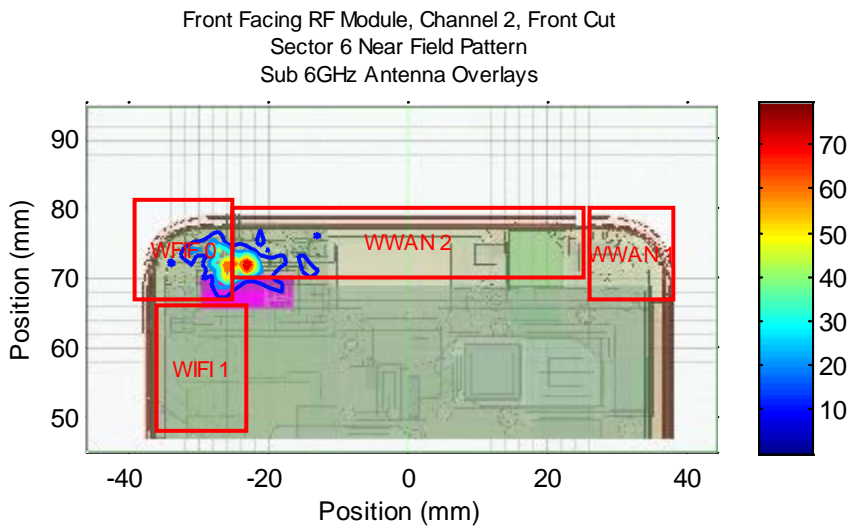 Front Facing RF Module, Channel 2, Front Cut
Sector 6 Near Field Pattern
Sub 6GHz Antenna Overlays
90
80
70
60
50
Position (mm)
WIFI 0
WWAN 2
WWAN 1
WIFI 1
-40
-20
0
20
40
Position (mm)
70
60
50
40
30
20
10